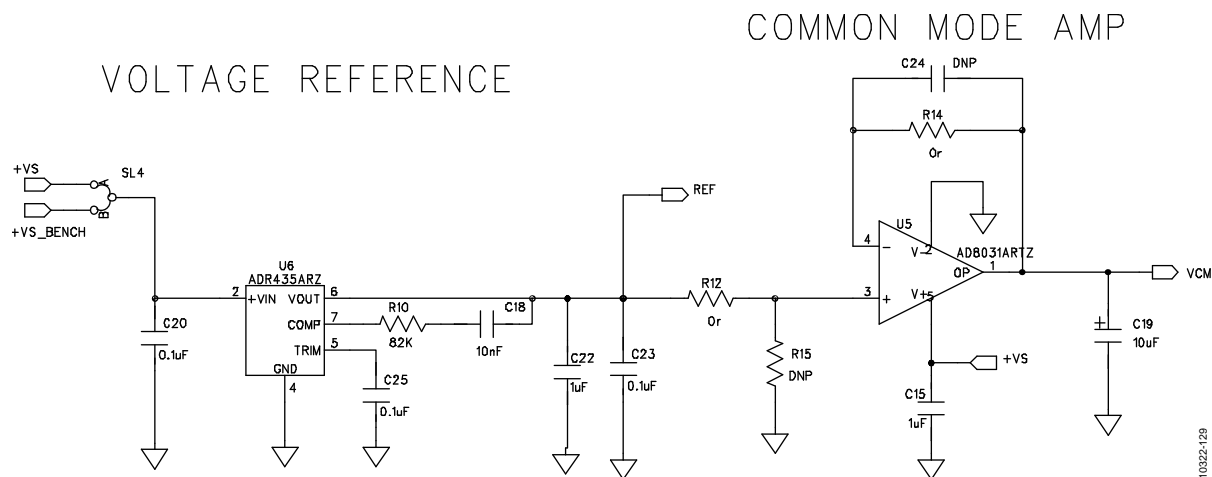 COMMON MODE AMP
VOLTAGE REFERENCE
C24 DNP
R14
0r
+VS
SL4
A
B
+VS_BENCH
REF
U5
4
-
V-
2
AD8031ARTZ
OP
1
VCM
3
+
V+
5
U6
ADR435ARZ
2
+VIN
VOUT
6
COMP
7
TRIM
5
GND
4
R10
82K
C18
10nF
R12
0r
C20
0.1uF
C25
0.1uF
C22
1uF
C23
0.1uF
R15
DNP
+VS
C15
1uF
+
C19
10uF
10322-129